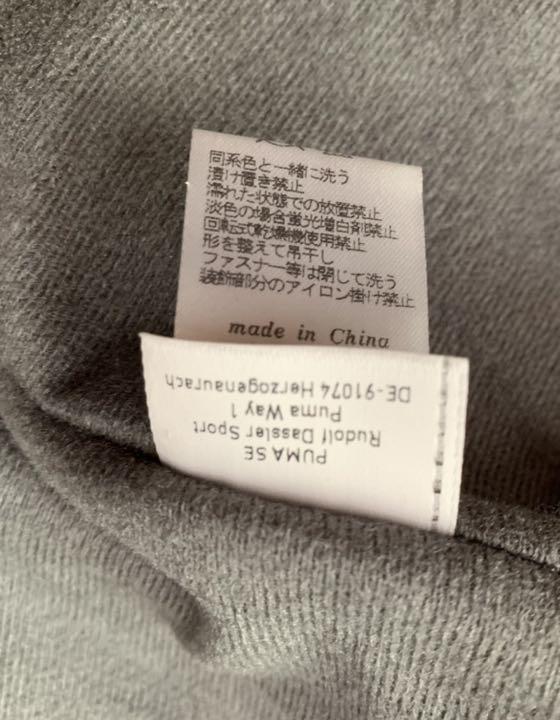 同系色と一緒に洗う
漬け置き禁止
濡れた状態での放置禁止
淡色の場合蛍光増白剤禁止
回転式乾燥機使用禁止
形を整えて吊干し
ファスナー等は閉じて洗う
装飾部分のアイロン掛け禁止
made in China
PUMA SE
Rudolf Dassler Sport
Puma Way 1
DE-91074 Herzogenaurach